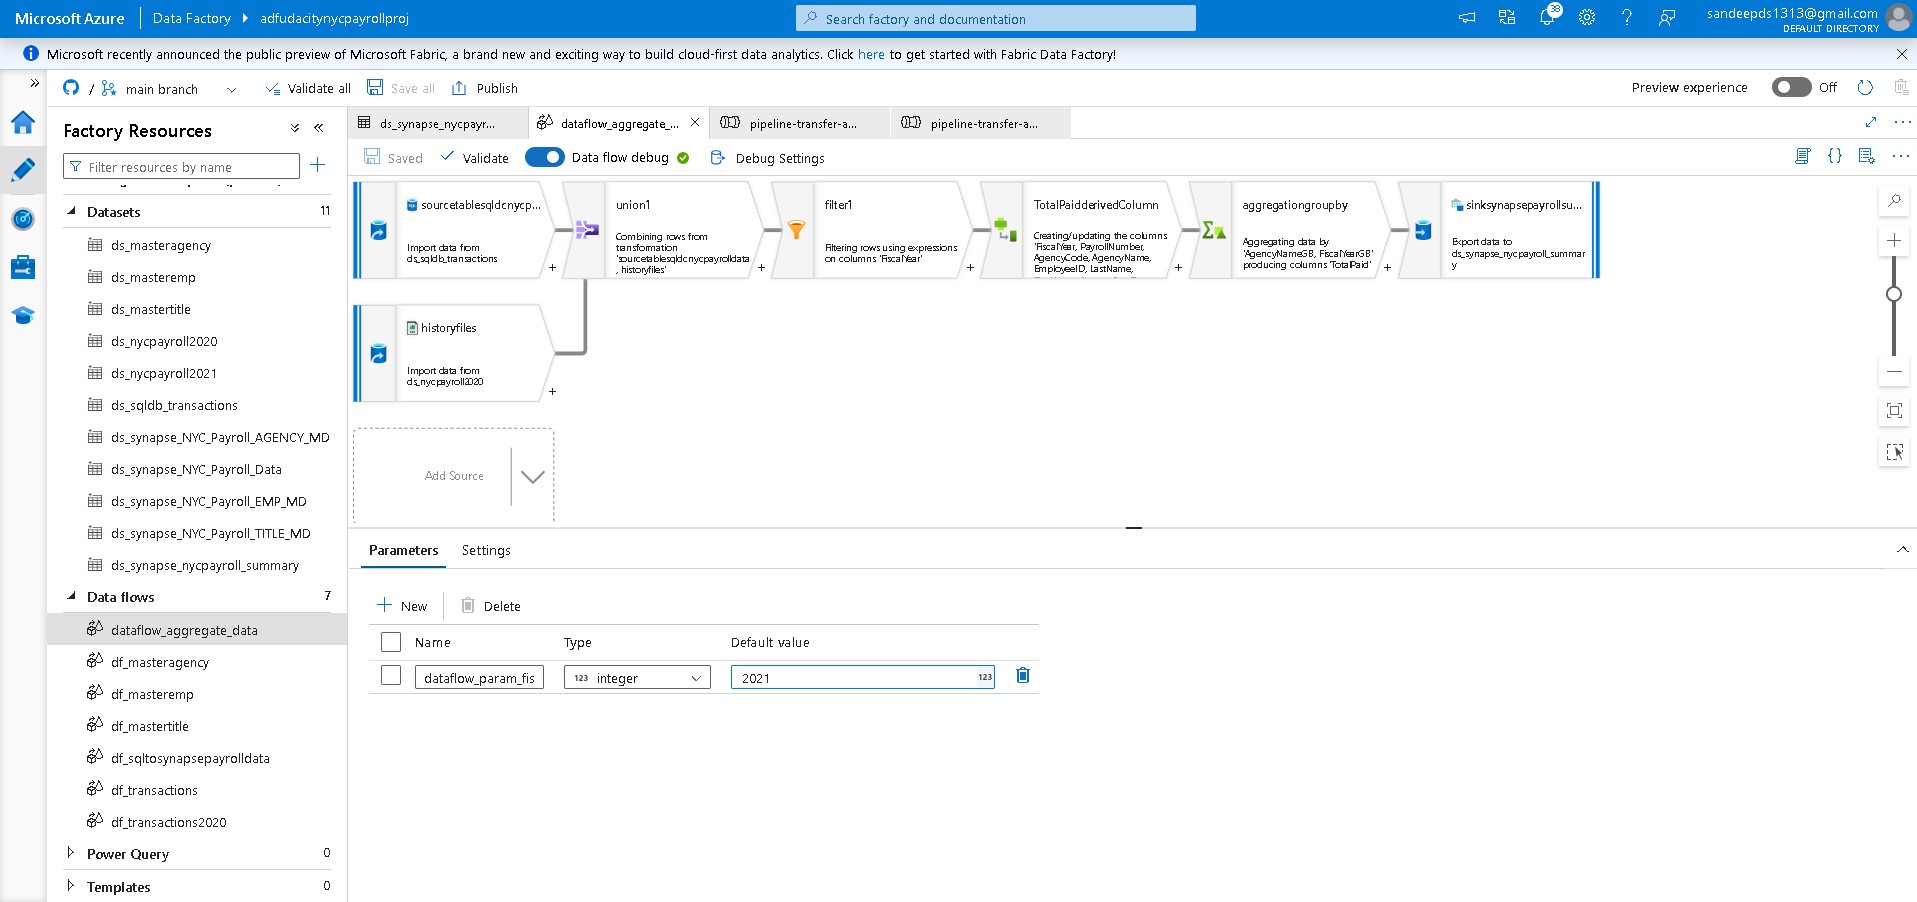 Microsoft Azure
Data Factory
adfudacitynycpayrollproj
Search factory and documentation
38
sandeepds1313@gmail.com
DEFAULT DIRECTORY
Microsoft recently announced the public preview of Microsoft Fabric, a brand new and exciting way to build cloud-first data analytics. Click here to get started with Fabric Data Factory!
/ main branch
Validate all
Save all
Publish
Preview experience
Off
Factory Resources
Filter resources by name
Datasets 11
ds_masteragency
ds_masteremp
ds_mastertitle
ds_nycpayroll2020
ds_nycpayroll2021
ds_sqldb_transactions
ds_synapse_NYC_Payroll_AGENCY_MD
ds_synapse_NYC_Payroll_Data
ds_synapse_NYC_Payroll_EMP_MD
ds_synapse_NYC_Payroll_TITLE_MD
ds_synapse_nycpayroll_summary
Data flows 7
dataflow_aggregate_data
df_masteragency
df_masteremp
df_mastertitle
df_sqltosynapsepayrolldata
df_transactions
df_transactions2020
Power Query 0
Templates 0
ds_synapse_nycpayr...
dataflow_aggregate_...
pipeline-transfer-a...
pipeline-transfer-a...
Saved
Validate
Data flow debug
Debug Settings
sourcetablesqldcnycp...
Import data from
ds_sqldb_transactions
union1
Combining rows from
transformation
'sourcetablesqldcnycpayrolldata
, historyfiles'
filter1
Filtering rows using expressions
on columns 'FiscalYear'
TotalPaidderivedColumn
Creating/updating the columns
'FiscalYear, PayrollNumber,
AgencyCode, AgencyName,
EmployeeID, LastName,
aggregationgroupby
Aggregating data by
'AgencyNameGB, FiscalYearGB'
producing columns 'TotalPaid'
sinksynapsepayrollsu...
Export data to
ds_synapse_nycpayroll_summar
y
historyfiles
Import data from
ds_nycpayroll2020
Add Source
Parameters
Settings
New
Delete
Name
Type
Default value
dataflow_param_fis
123 integer
2021
123